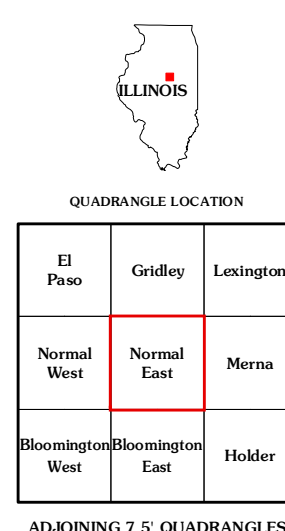 ILLINOIS
QUADRANGLE LOCATION
El
Paso
Gridley
Lexington
Normal
West
Normal
East
Merna
Bloomington
West
Bloomington
East
Holder
ADJOINING 7.5' QUADRANGLES